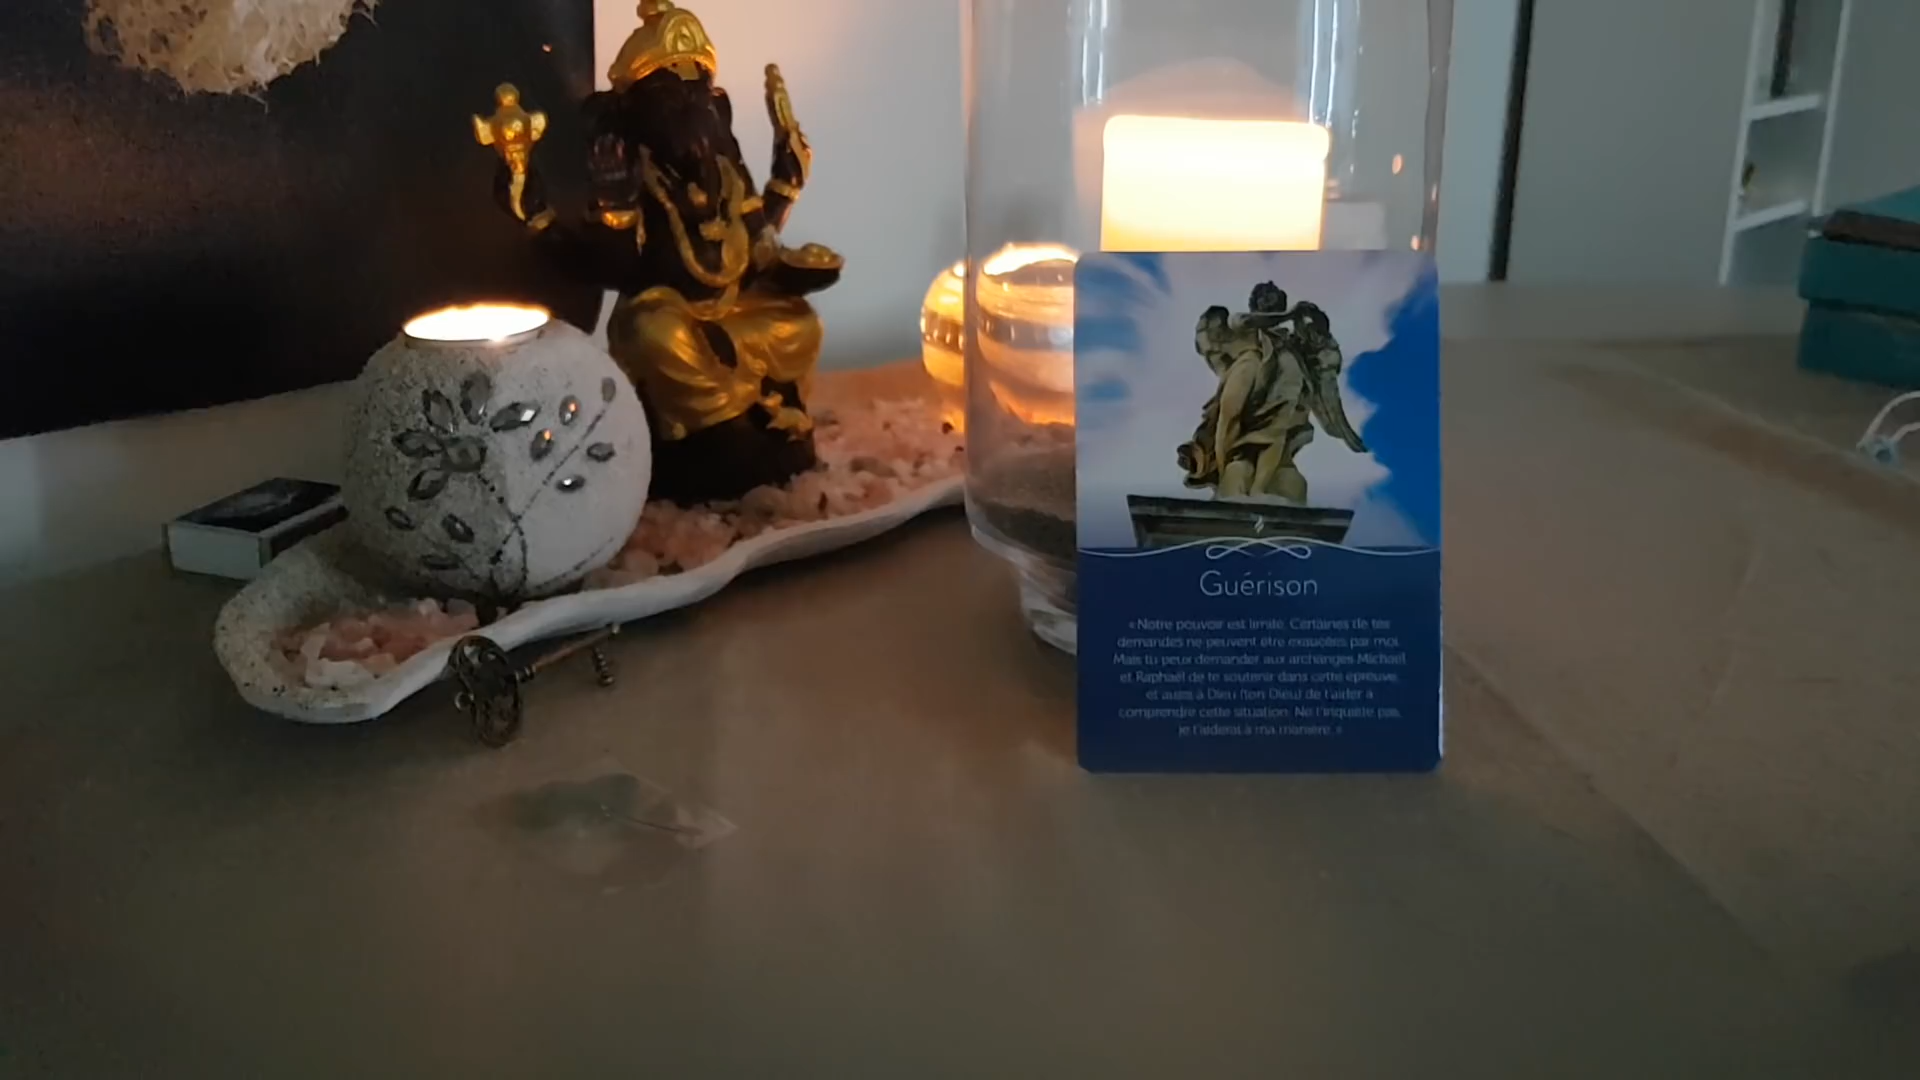 Guérison
«Notre pouvoir est limité. Certaines de tes
demandes ne peuvent être exaucées par moi.
Mais tu peux demander aux archanges Michaël
et Raphaël de te soutenir dans cette épreuve,
et aussi à Dieu (ton Dieu) de t'aider à
comprendre cette situation. Ne t'inquiète pas,
je t'aiderai à ma manière.»